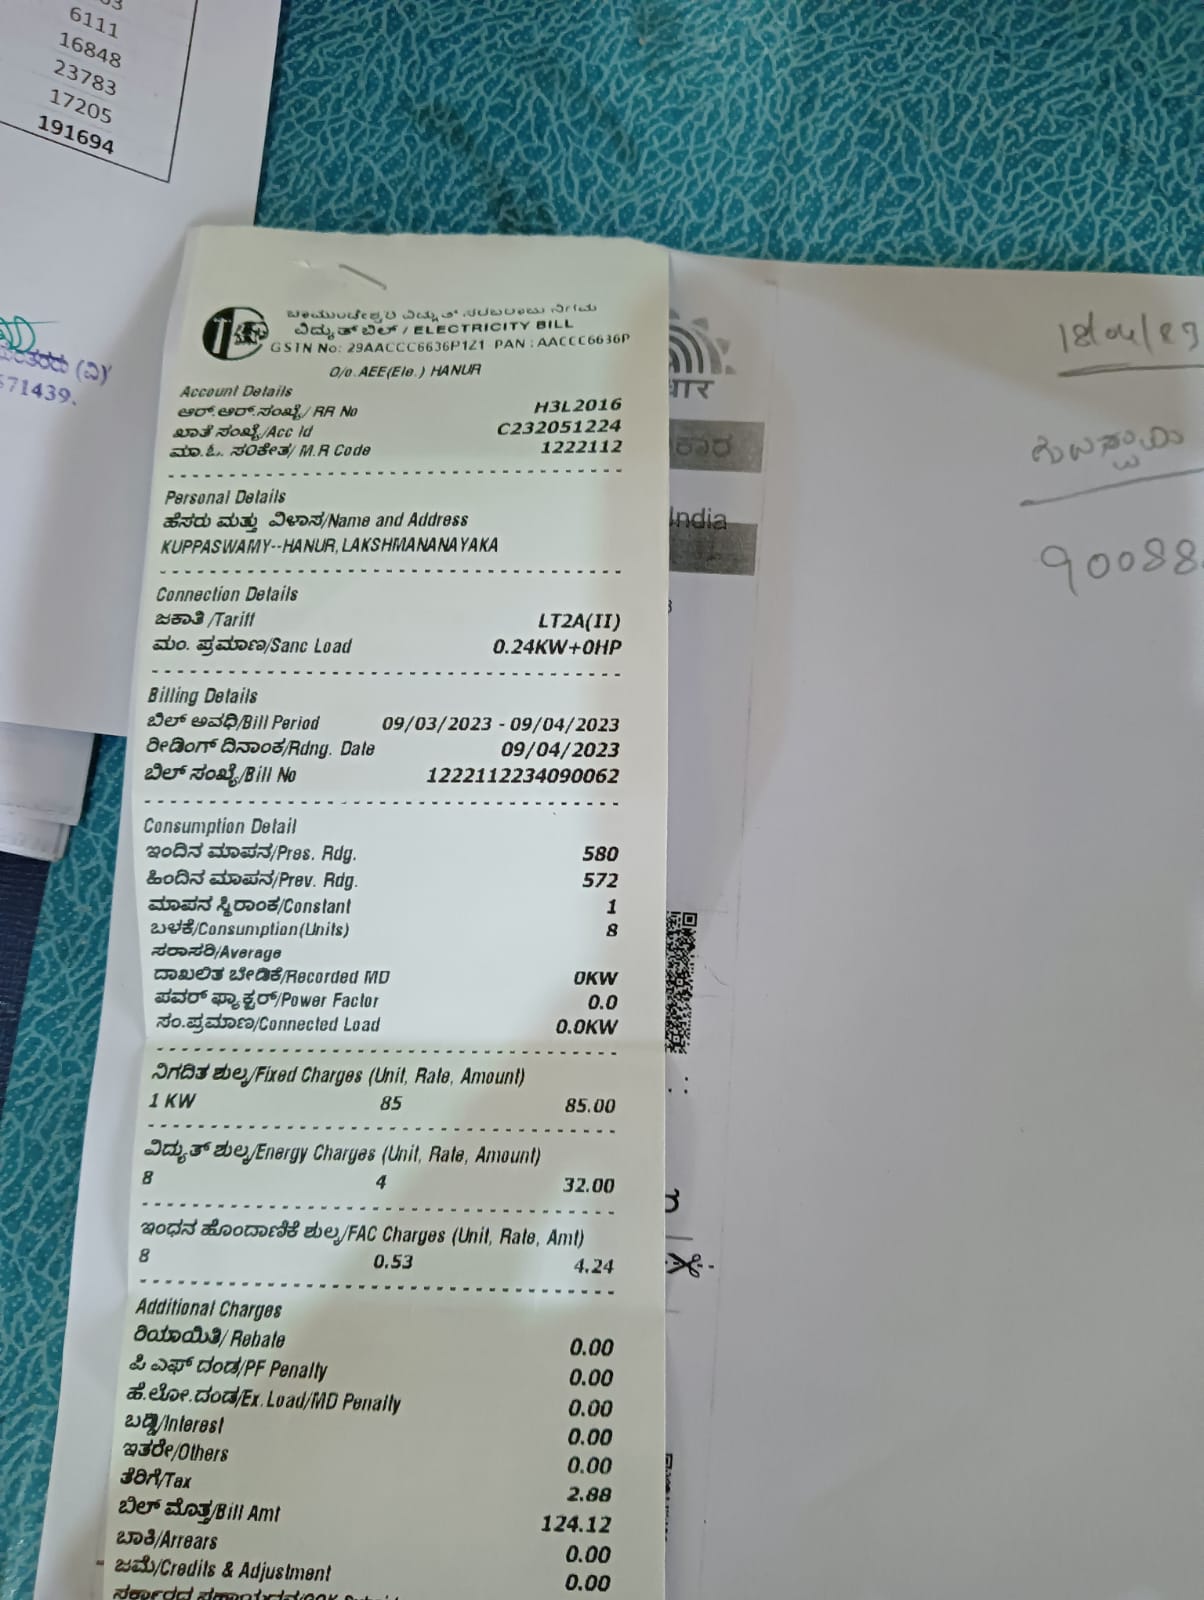 6111
16848
23783
17205
191694
(ವಿ)
571439.
ಚಾಮುಂಡೇಶ್ವರಿ ವಿದ್ಯುತ್ ಸರಬರಾಜು ನಿಗಮ
ವಿದ್ಯುತ್ ಬಿಲ್ / ELECTRICITY BILL
GSTN No: 29AACCC6636P1Z1 PAN : AACCC6636P
O/o. AEE(Ele.) HANUR
Account Details
ಆರ್.ಆರ್.ಸಂಖ್ಯೆ/ RR No H3L2016
ಖಾತೆ ಸಂಖ್ಯೆ/Acc Id C232051224
ಮಾ.ಓ. ಸಂಕೇತ/ M.R Code 1222112
Personal Details
ಹೆಸರು ಮತ್ತು ವಿಳಾಸ/Name and Address
KUPPASWAMY--HANUR, LAKSHMANANAYAKA
Connection Details
ಜಕಾತಿ /Tariff LT2A(II)
ಮಂ. ಪ್ರಮಾಣ/Sanc Load 0.24KW+0HP
Billing Details
ಬಿಲ್ ಅವಧಿ/Bill Period 09/03/2023 - 09/04/2023
ರೀಡಿಂಗ್ ದಿನಾಂಕ/Rdng. Date 09/04/2023
ಬಿಲ್ ಸಂಖ್ಯೆ/Bill No 1222112234090062
Consumption Detail
ಇಂದಿನ ಮಾಪನ/Pres. Rdg. 580
ಹಿಂದಿನ ಮಾಪನ/Prev. Rdg. 572
ಮಾಪನ ಸ್ಥಿರಾಂಕ/Constant 1
ಬಳಕೆ/Consumption(Units) 8
ಸರಾಸರಿ/Average
ದಾಖಲಿತ ಬೇಡಿಕೆ/Recorded MD 0KW
ಪವರ್ ಫ್ಯಾಕ್ಟರ್/Power Factor 0.0
ಸಂ.ಪ್ರಮಾಣ/Connected Load 0.0KW
ನಿಗದಿತ ಶುಲ್ಕ/Fixed Charges (Unit, Rate, Amount)
1 KW 85 85.00
ವಿದ್ಯುತ್ ಶುಲ್ಕ/Energy Charges (Unit, Rate, Amount)
8 4 32.00
ಇಂಧನ ಹೊಂದಾಣಿಕೆ ಶುಲ್ಕ/FAC Charges (Unit, Rate, Amt)
8 0.53 4.24
Additional Charges
ರಿಯಾಯಿತಿ/ Rebate 0.00
ಪಿ ಎಫ್ ದಂಡ/PF Penalty 0.00
ಹೆ.ಲೋ.ದಂಡ/Ex. Load/MD Penalty 0.00
ಬಡ್ಡಿ/Interest 0.00
ಇತರೇ/Others 0.00
ತೆರಿಗೆ/Tax 2.88
ಬಿಲ್ ಮೊತ್ತ/Bill Amt 124.12
ಬಾಕಿ/Arrears 0.00
ಜಮೆ/Credits & Adjustment 0.00
India
90088